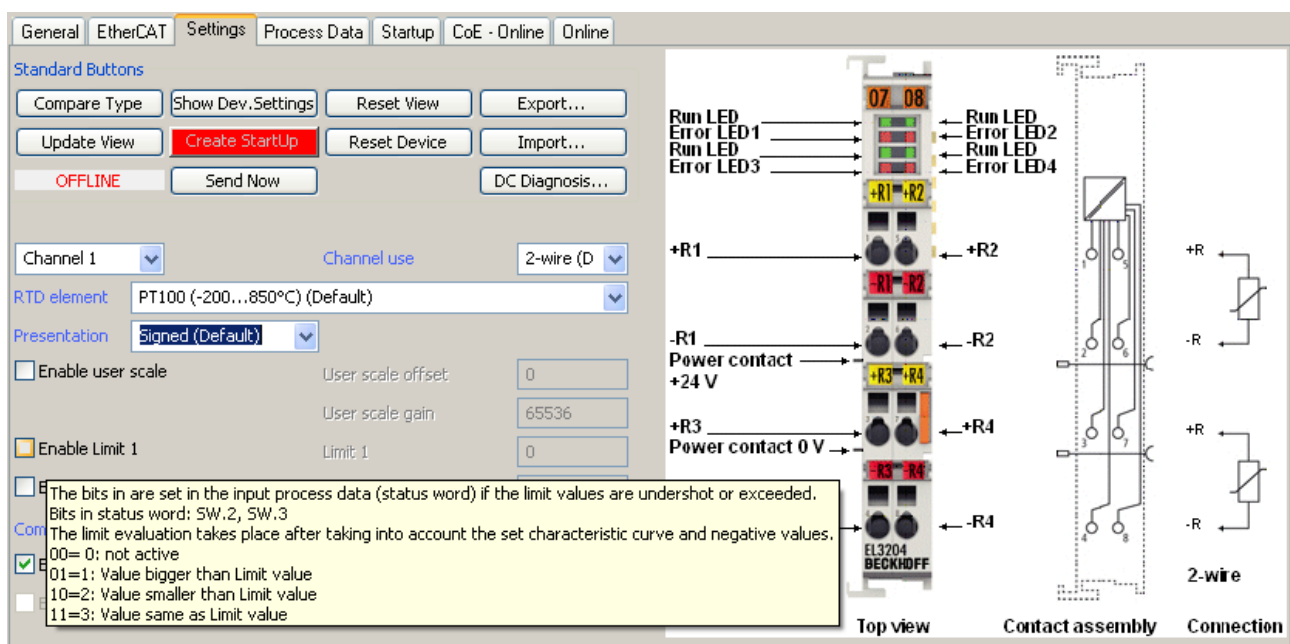 General EtherCAT Settings Process Data Startup CoE - Online Online
Standard Buttons
Compare Type Show Dev.Settings Reset View Export...
Update View Create StartUp Reset Device Import...
OFFLINE Send Now DC Diagnosis...
Channel 1 Channel use 2-wire (D
RTD element PT100 (-200...850°C) (Default)
Presentation Signed (Default)
Enable user scale User scale offset 0
User scale gain 65536
Enable Limit 1 Limit 1 0
E
Com
E
The bits in are set in the input process data (status word) if the limit values are undershot or exceeded.
Bits in status word: SW.2, SW.3
The limit evaluation takes place after taking into account the set characteristic curve and negative values.
00= 0: not active
01=1: Value bigger than Limit value
10=2: Value smaller than Limit value
11=3: Value same as Limit value
07 08
Run LED Run LED
Error LED1 Error LED2
Run LED Run LED
Error LED3 Error LED4
+R1 +R2
+R1 +R2
-R1 -R2
-R1 -R2
Power contact
+24 V
+R3 +R4
+R3 +R4
Power contact 0 V
-R3 -R4
-R4
EL3204
BECKHOFF
Top view
1 5
2 6
3 7
4 8
Contact assembly
+R
-R
+R
-R
2-wire
Connection